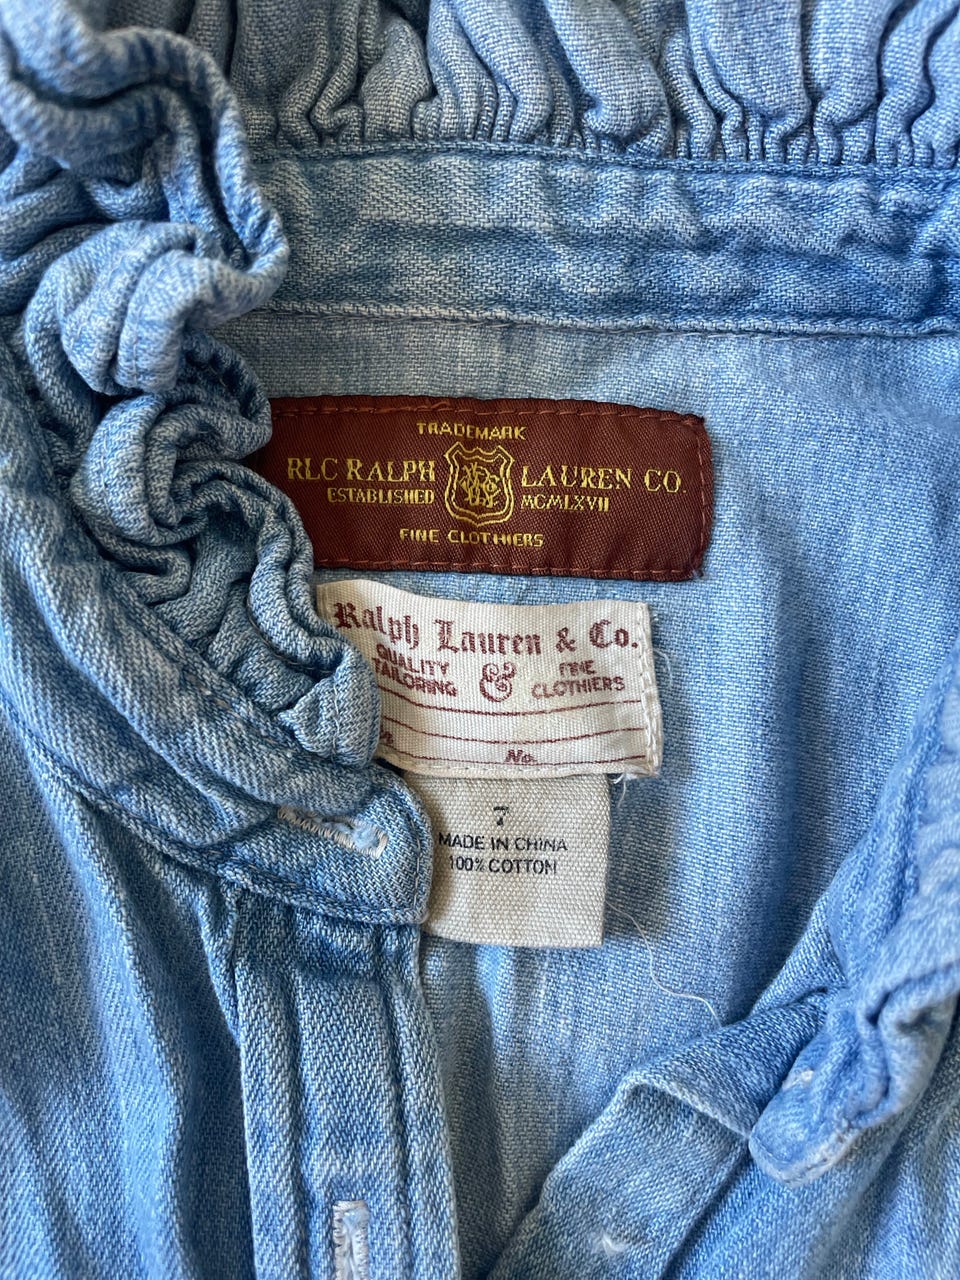 TRADEMARK
RLC RALPH LAUREN CO.
ESTABLISHED MCMLXVII
FINE CLOTHIERS
Ralph Lauren & Co.
QUALITY TAILORING & FINE CLOTHIERS
No.
7
MADE IN CHINA
100% COTTON